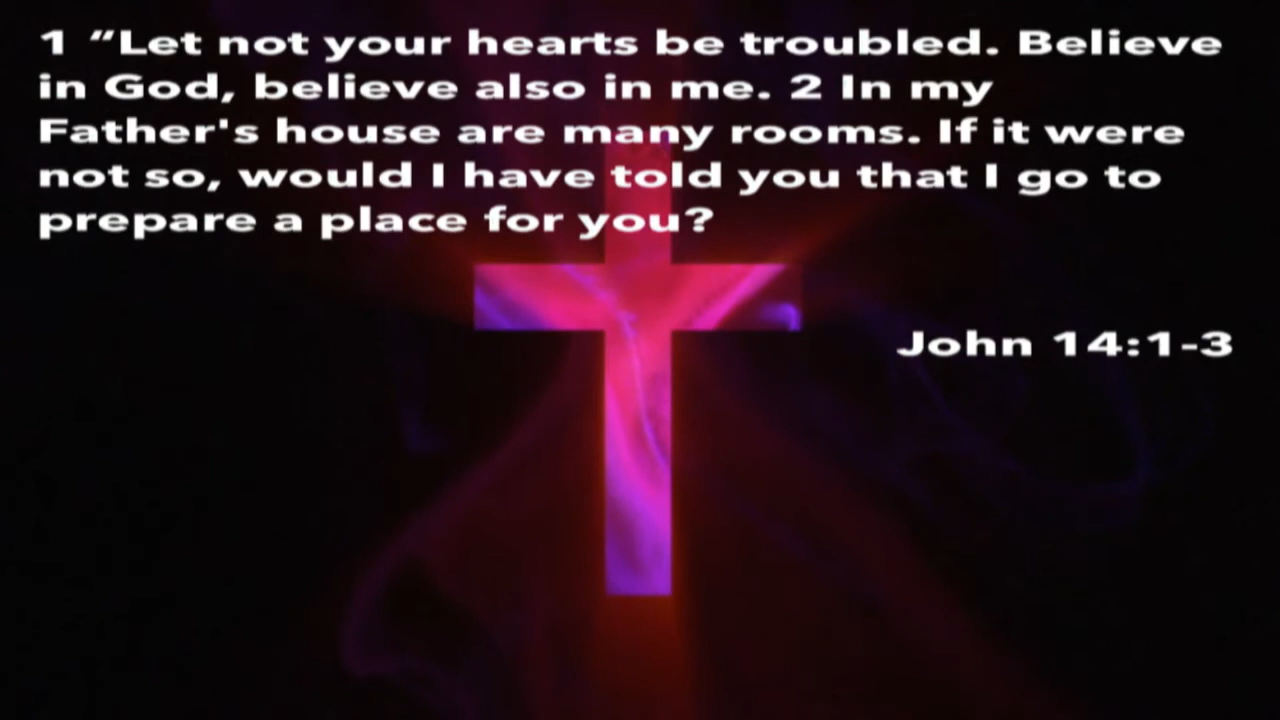 1 “Let not your hearts be troubled. Believe
in God, believe also in me. 2 In my
Father's house are many rooms. If it were
not so, would I have told you that I go to
prepare a place for you?
John 14:1-3